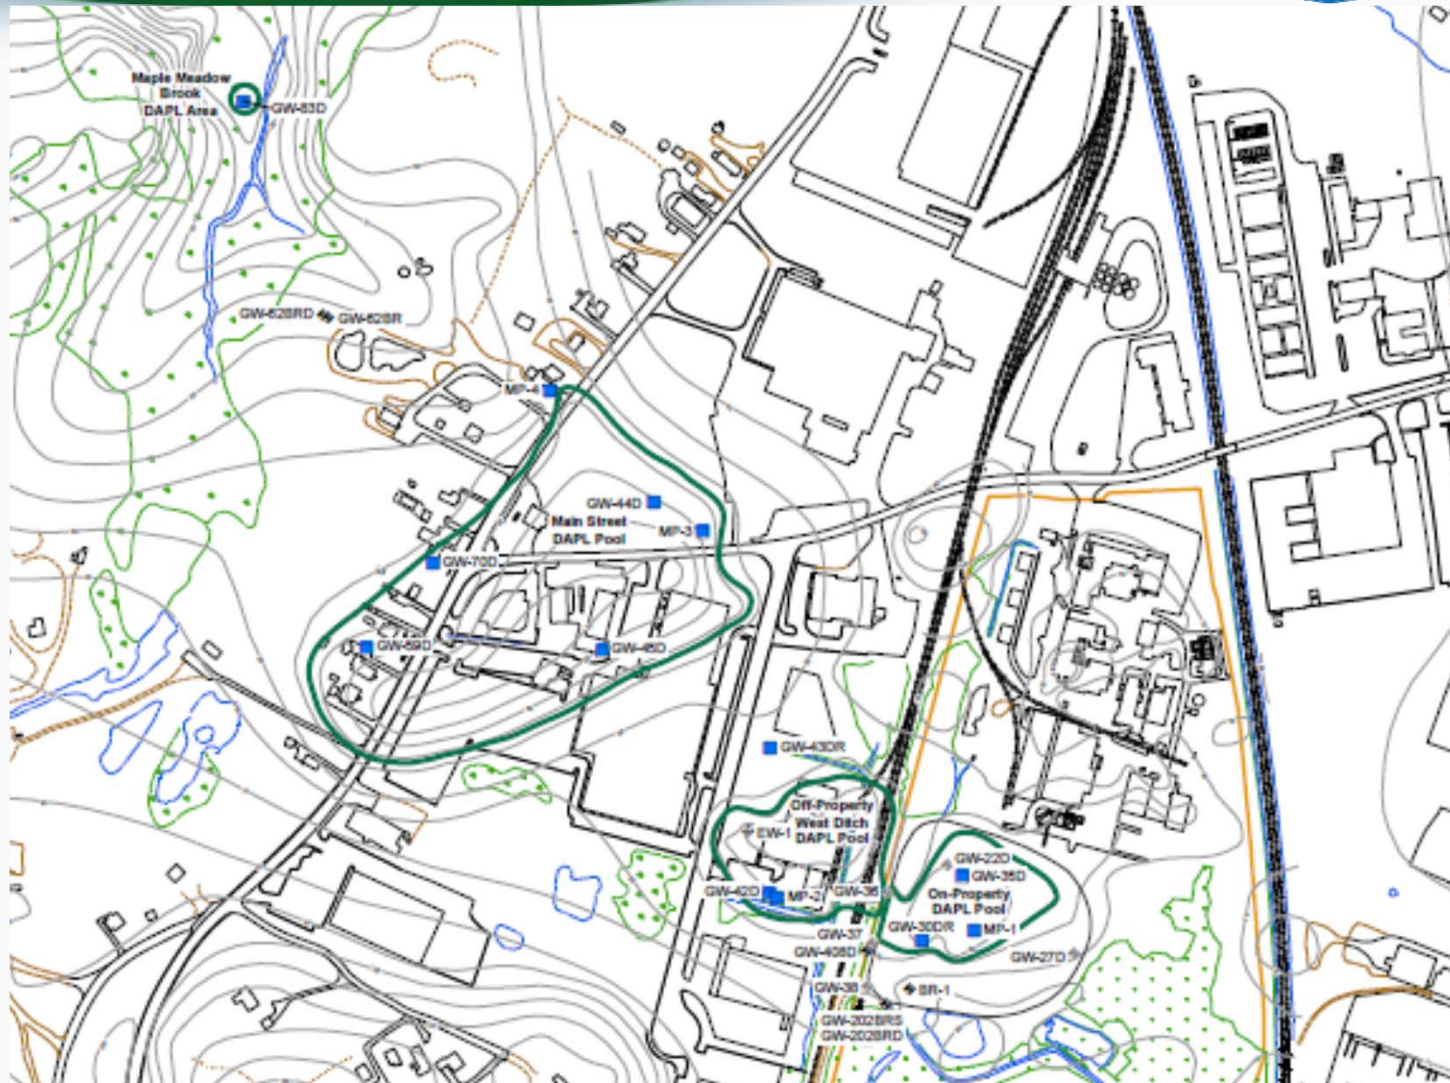 Maple Meadow
Brook
DAPL Area
GW-83D
GW-62BRD
GW-62BR
MP-4
GW-44D
Main Street
DAPL Pool
MP-3
GW-70D
GW-59D
GW-45D
GW-43DR
Off-Property
West Ditch
DAPL Pool
EW-1
GW-22D
GW-35D
GW-42D
MP-2
GW-36
On-Property
DAPL Pool
GW-30DR
MP-1
GW-37
GW-408D
GW-27D
GW-38
BR-1
GW-202BRS
GW-202BRD